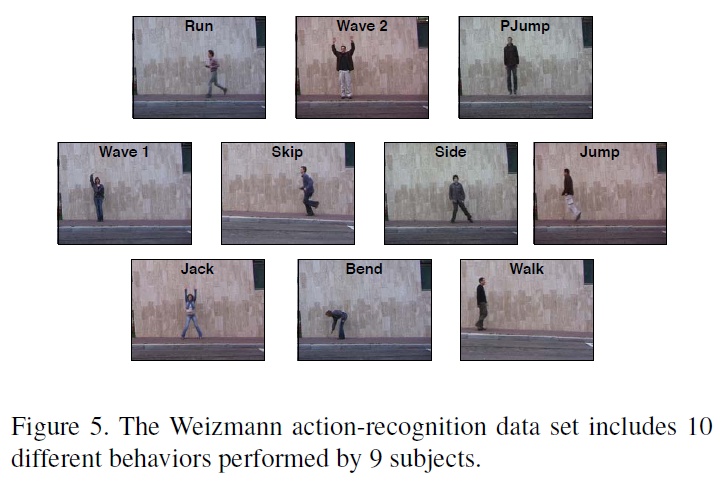 Run
Wave 2
PJump
Wave 1
Skip
Side
Jump
Jack
Bend
Walk
Figure 5. The Weizmann action-recognition data set includes 10
different behaviors performed by 9 subjects.